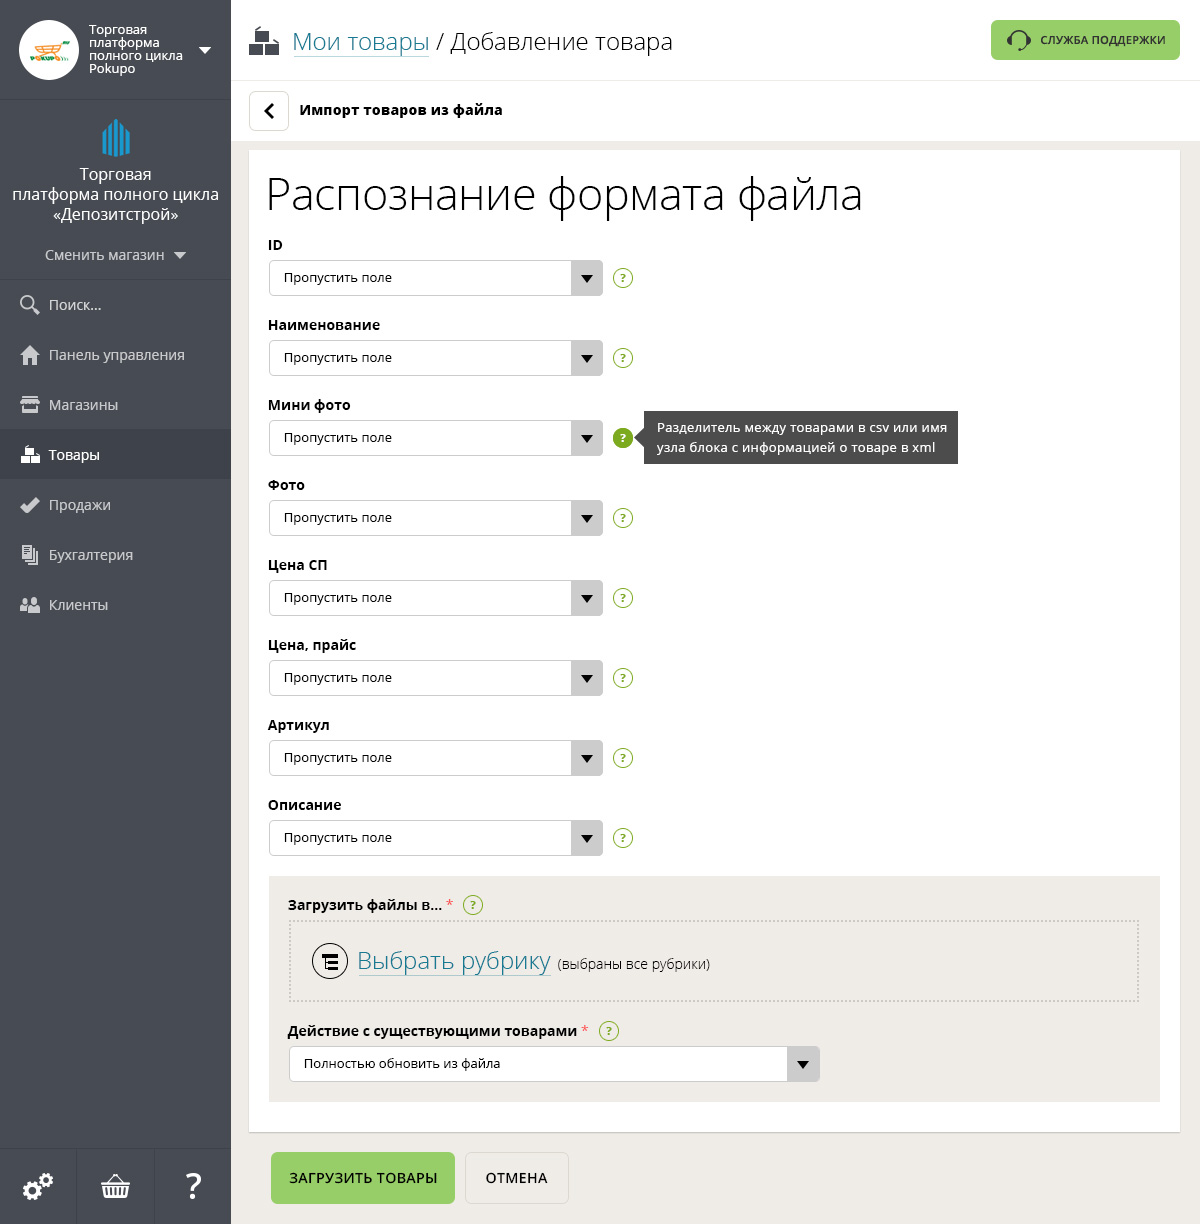 Торговая
платформа
полного цикла
Pokupo
POKUPO
Торговая
платформа полного цикла
«Депозитстрой»
Сменить магазин
Поиск...
Панель управления
Магазины
Товары
Продажи
Бухгалтерия
Клиенты
?
Мои товары / Добавление товара
СЛУЖБА ПОДДЕРЖКИ
Импорт товаров из файла
Распознание формата файла
ID
Пропустить поле ?
Наименование
Пропустить поле ?
Мини фото
Пропустить поле ?
Разделитель между товарами в csv или имя
узла блока с информацией о товаре в xml
Фото
Пропустить поле ?
Цена СП
Пропустить поле ?
Цена, прайс
Пропустить поле ?
Артикул
Пропустить поле ?
Описание
Пропустить поле ?
Загрузить файлы в... * ?
Выбрать рубрику (выбраны все рубрики)
Действие с существующими товарами * ?
Полностью обновить из файла
ЗАГРУЗИТЬ ТОВАРЫ
ОТМЕНА